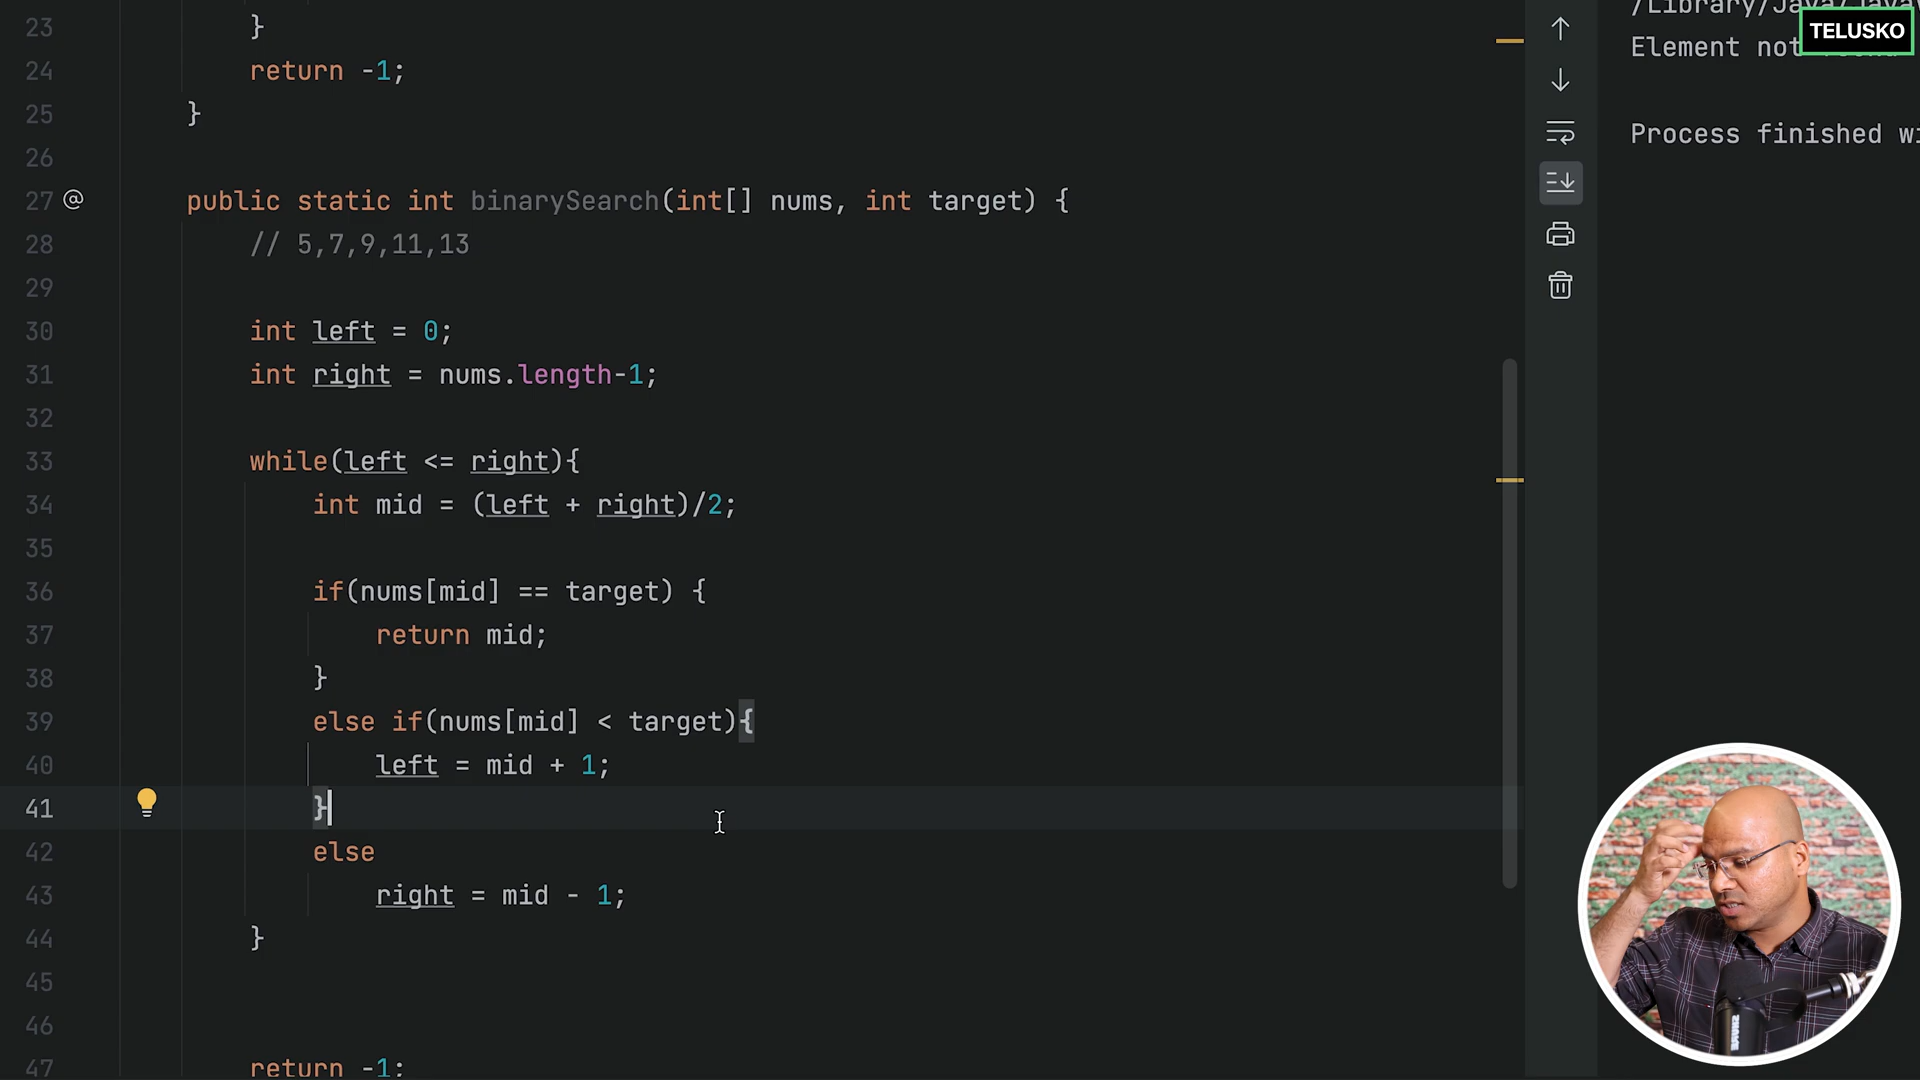 23 }
24 return -1;
25 }
26
27 @ public static int binarySearch(int[] nums, int target) {
28 // 5,7,9,11,13
29
30 int left = 0;
31 int right = nums.length-1;
32
33 while(left <= right){
34 int mid = (left + right)/2;
35
36 if(nums[mid] == target) {
37 return mid;
38 }
39 else if(nums[mid] < target){
40 left = mid + 1;
41 }
42 else
43 right = mid - 1;
44 }
45
46
47 return -1;
/Library/Java/
TELUSKO
Element not
Process finished